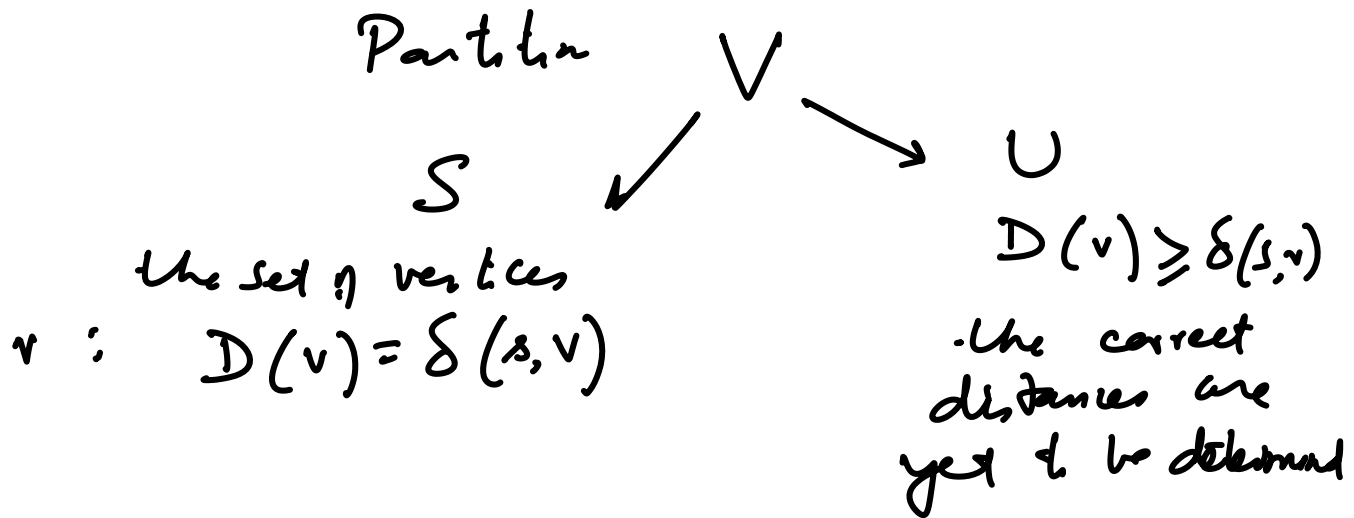 Partition V
S
the set of vertices
v : D(v) = δ(s, v)
U
D(v) ≥ δ(s, v)
the correct
distances are
yet to be determined